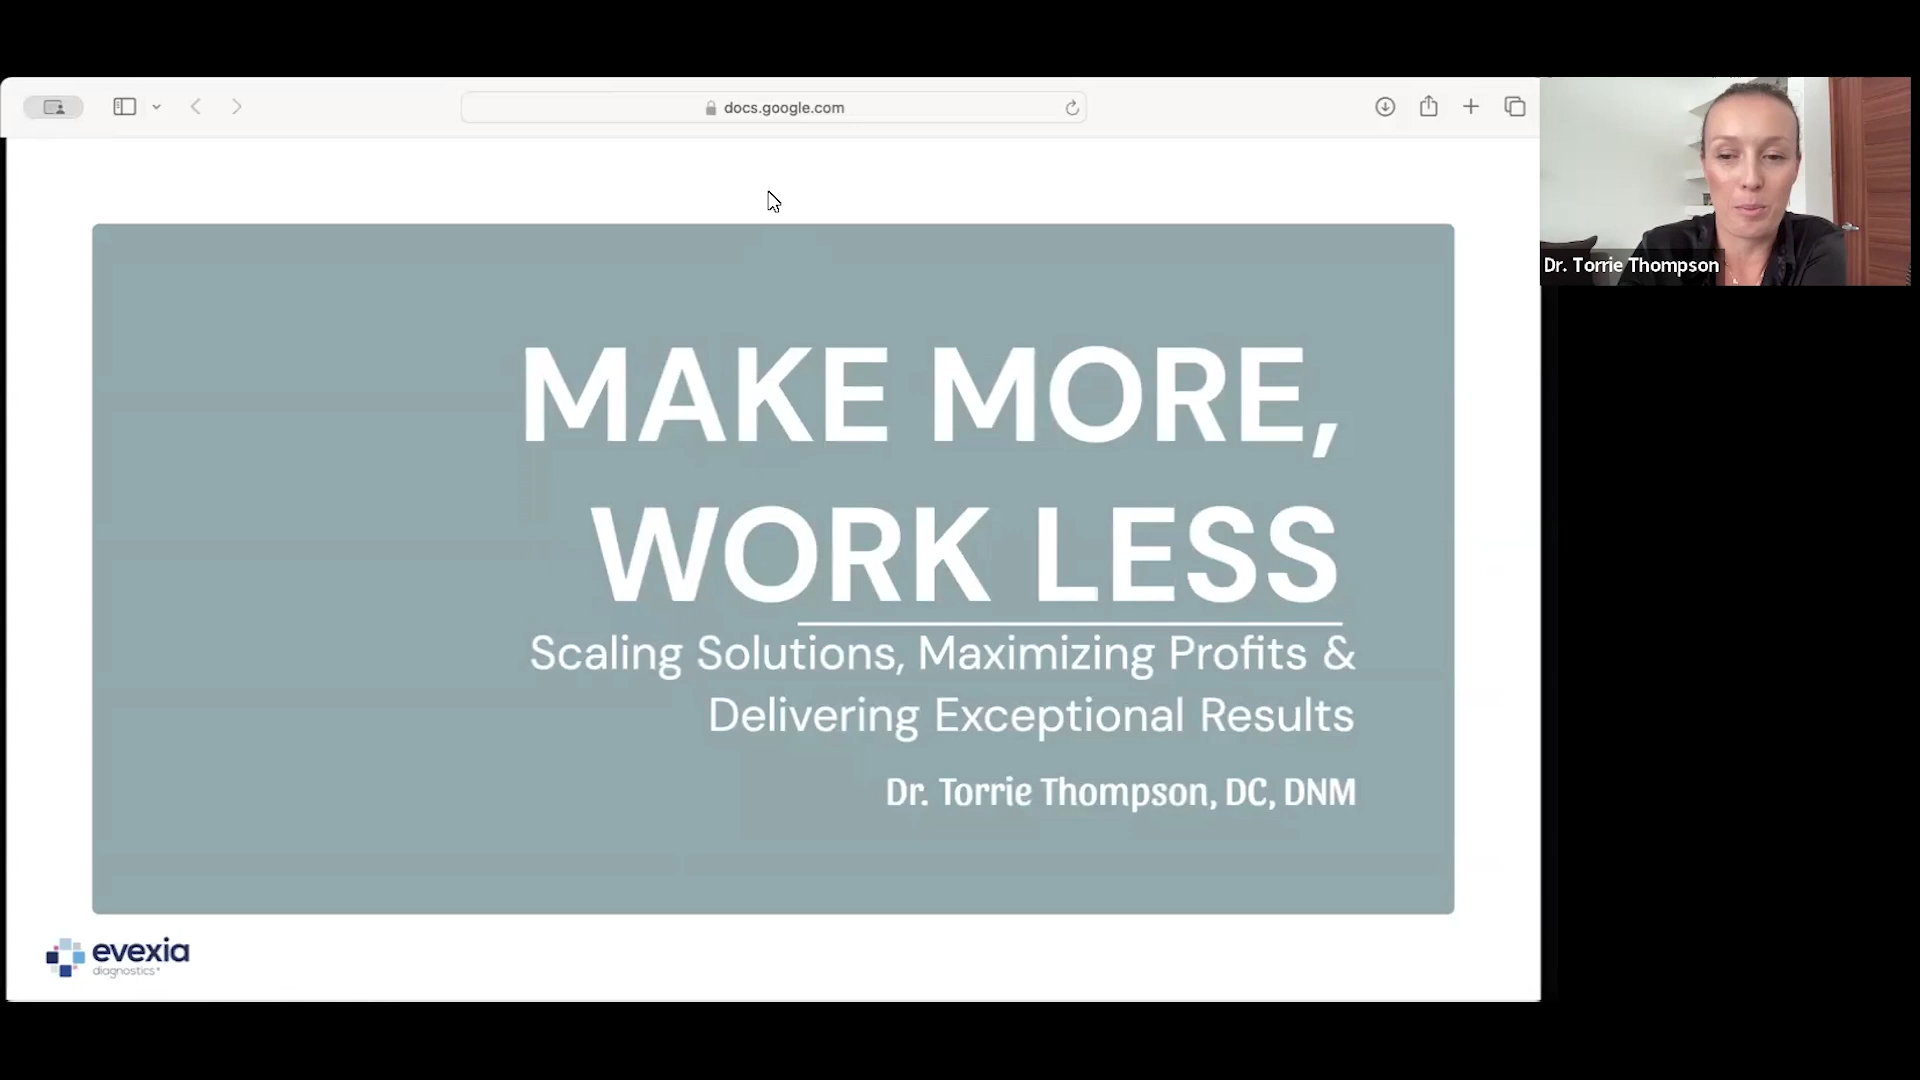 docs.google.com
Dr. Torrie Thompson
MAKE MORE,
WORK LESS
Scaling Solutions, Maximizing Profits &
Delivering Exceptional Results
Dr. Torrie Thompson, DC, DNM
evexia
diagnostics